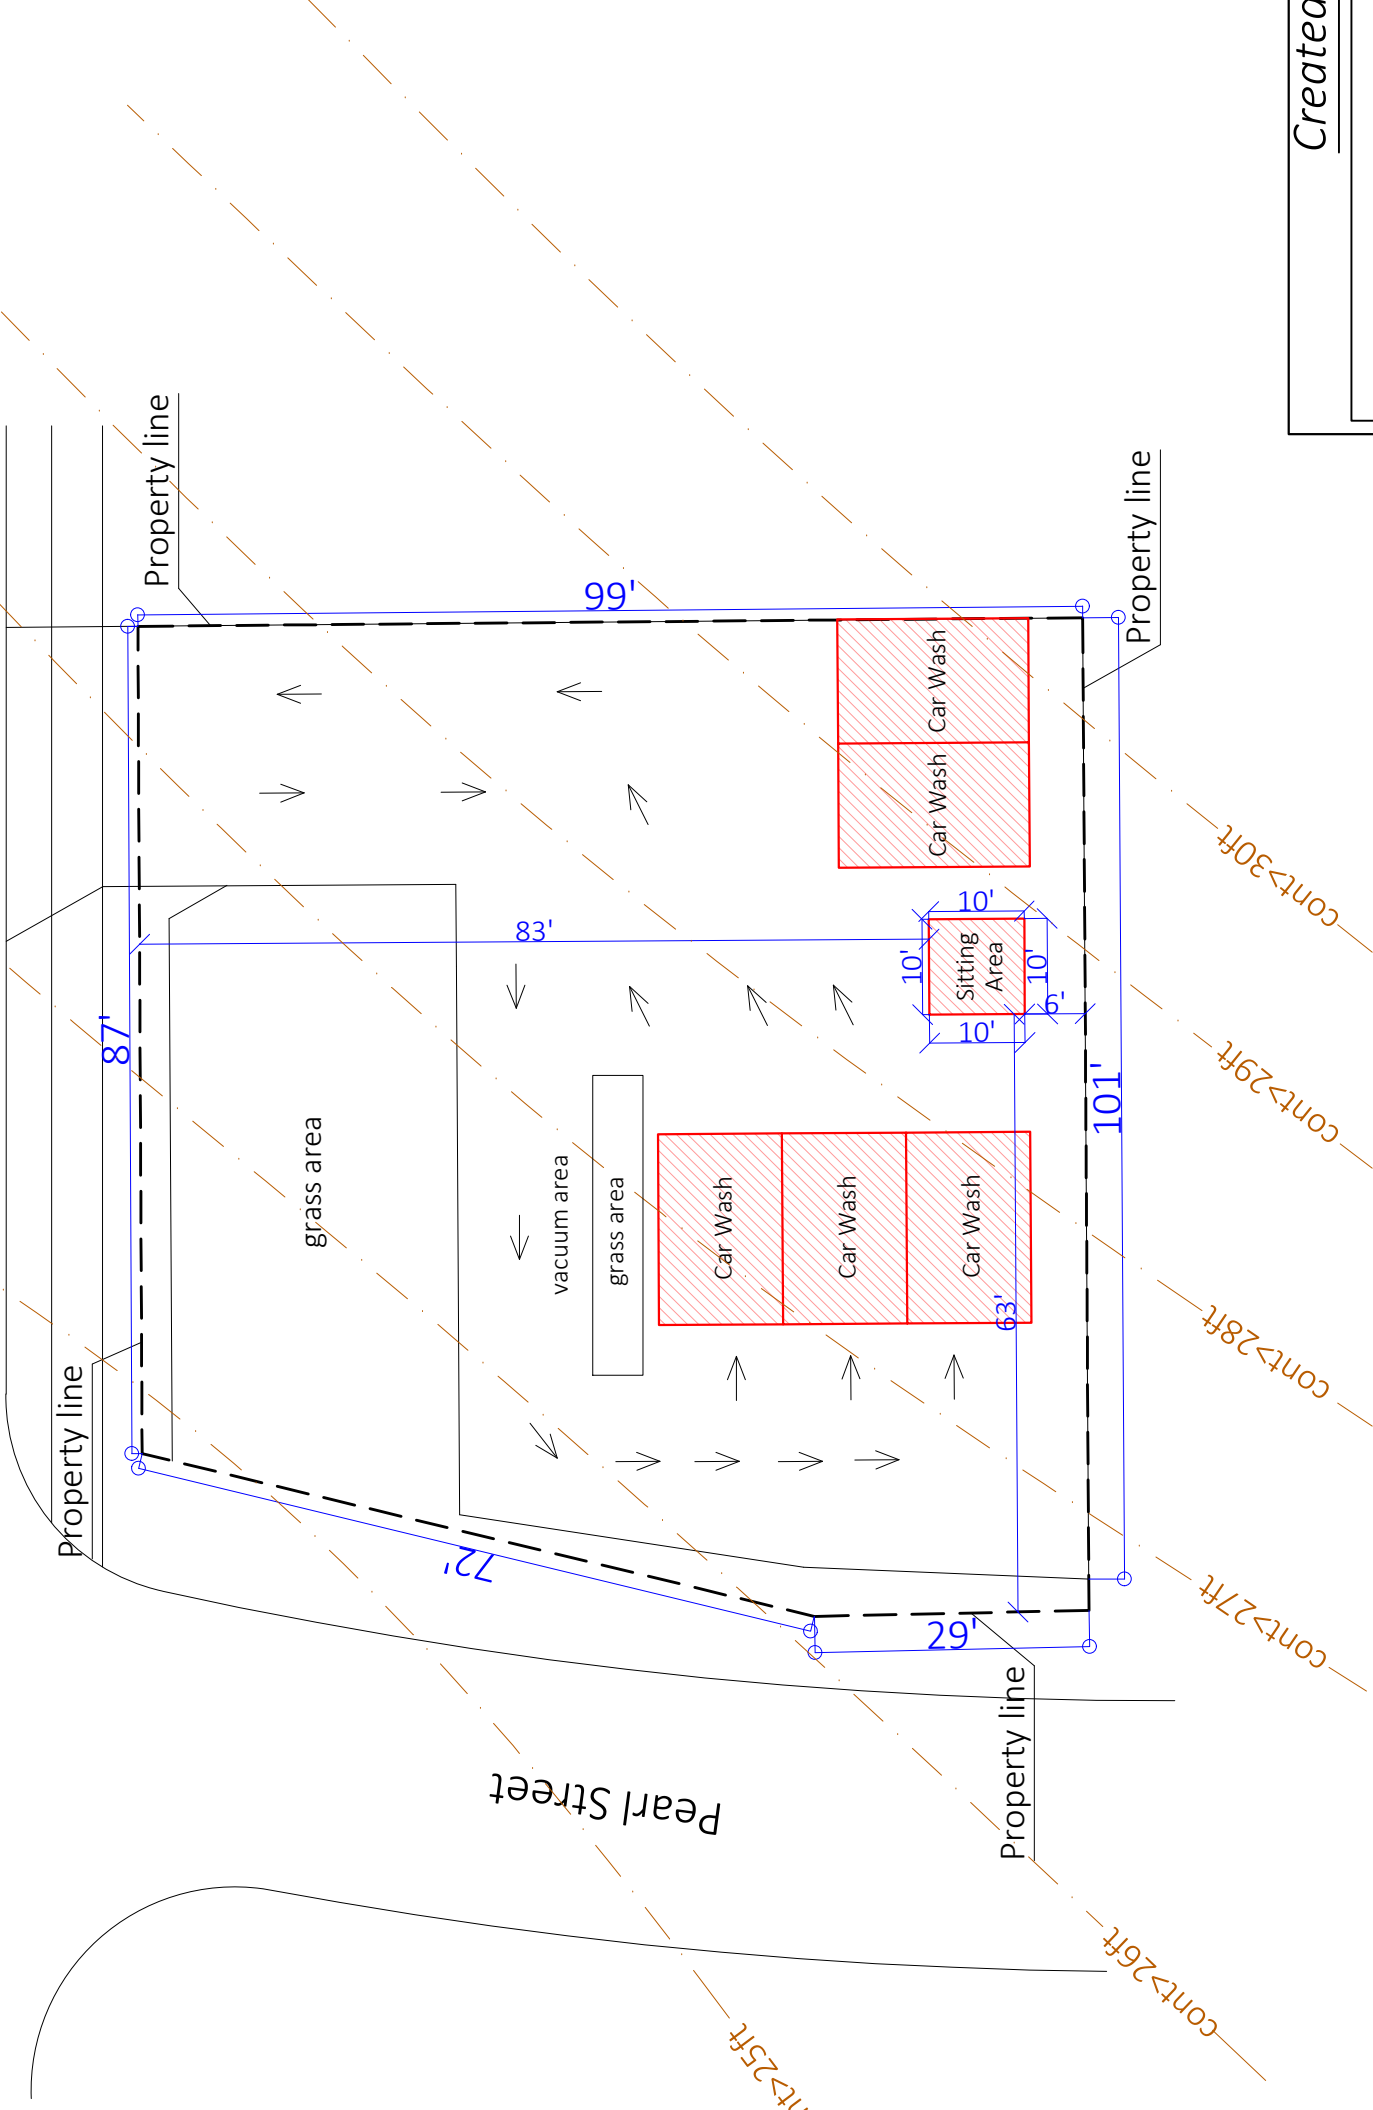 Created
Property line
99'
Property line
Car Wash
Car Wash
cont>30ft
83'
10'
10'
Sitting
Area
10'
10'
6'
87'
101'
cont>29ft
grass area
vacuum area
grass area
Car Wash
Car Wash
Car Wash
63'
cont>28ft
Property line
72'
29'
cont>27ft
Property line
Pearl Street
cont>26ft
nt>25ft